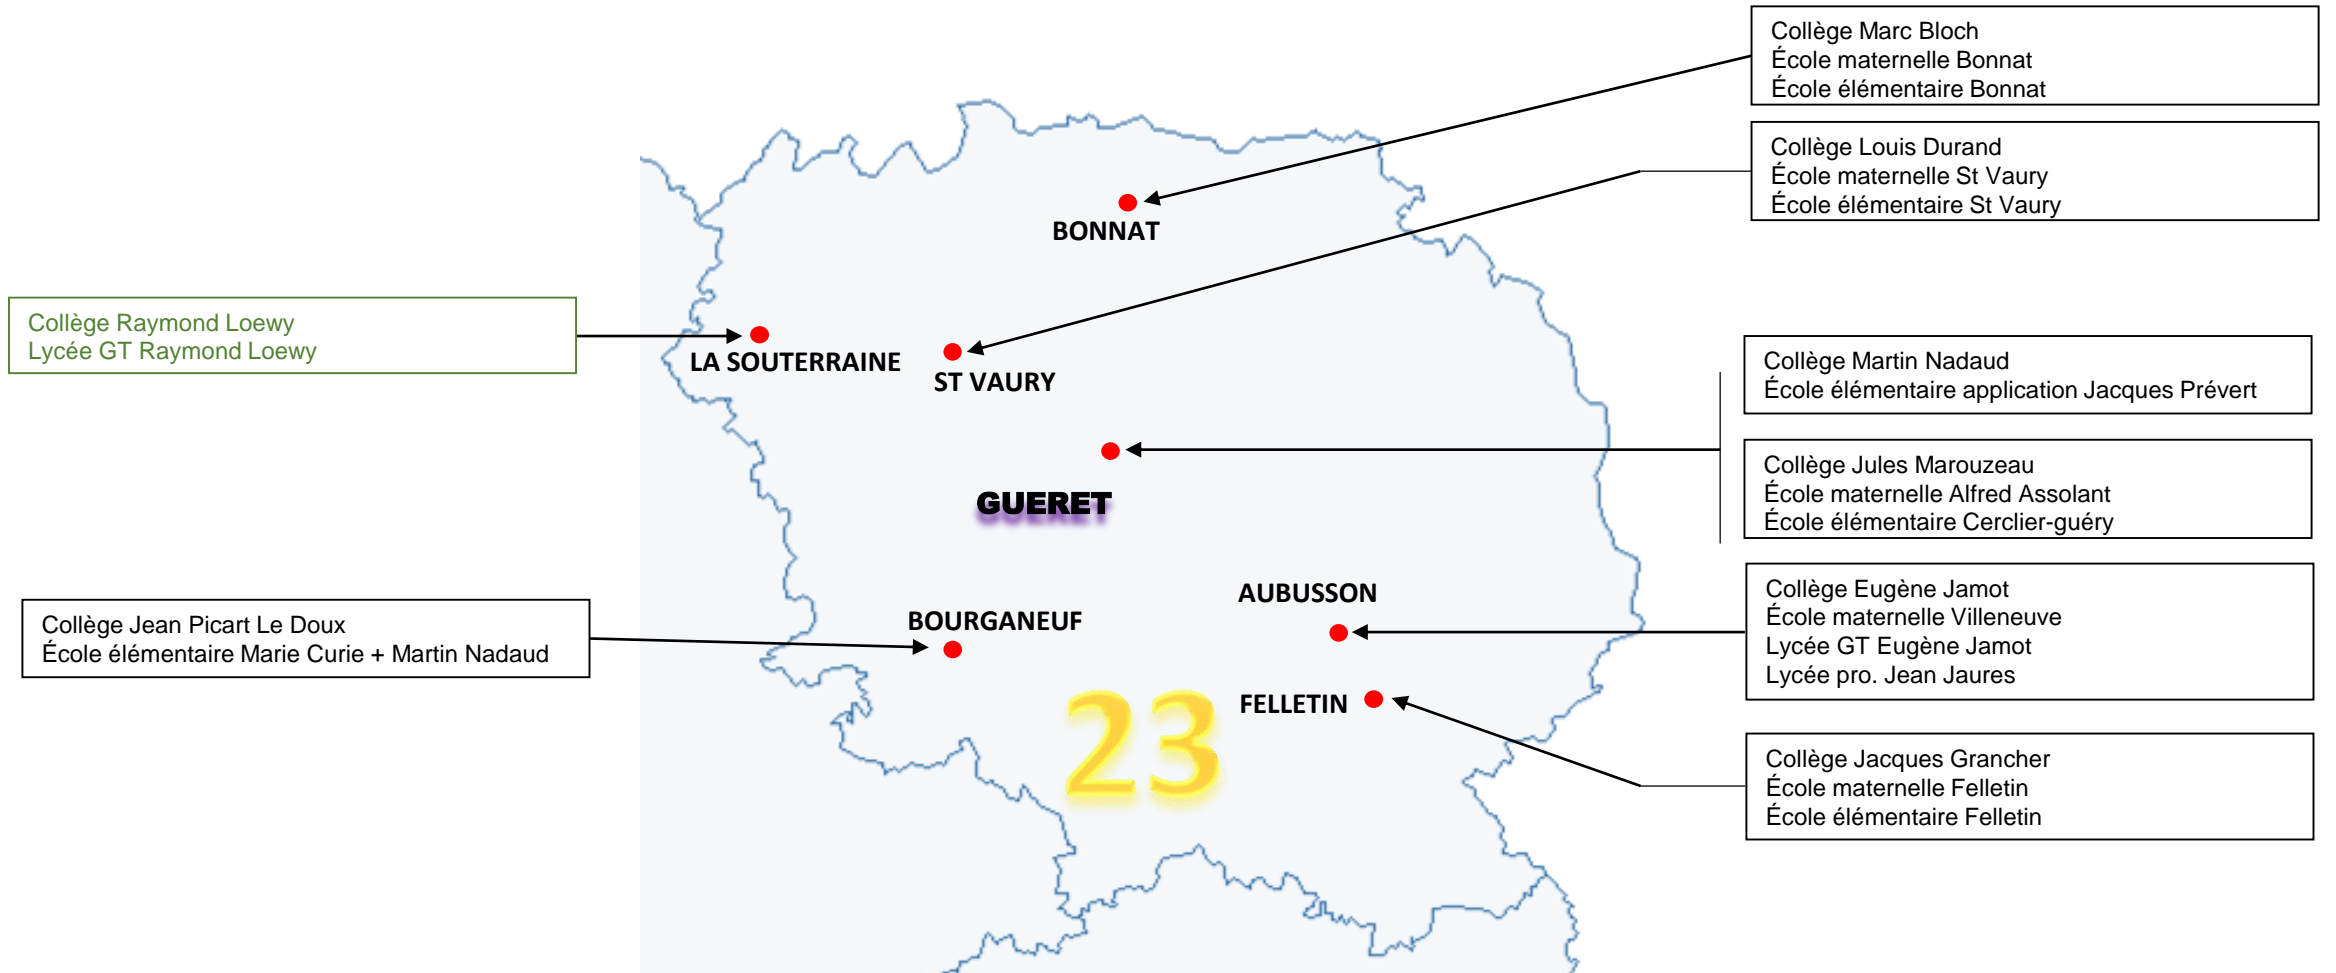 Collège Marc Bloch
École maternelle Bonnat
École élémentaire Bonnat
Collège Louis Durand
École maternelle St Vaury
École élémentaire St Vaury
BONNAT
Collège Raymond Loewy
Lycée GT Raymond Loewy
LA SOUTERRAINE
ST VAURY
Collège Martin Nadaud
École élémentaire application Jacques Prévert
GUERET
Collège Jules Marouzeau
École maternelle Alfred Assolant
École élémentaire Cerclier-guéry
Collège Jean Picart Le Doux
École élémentaire Marie Curie + Martin Nadaud
BOURGANEUF
AUBUSSON
Collège Eugène Jamot
École maternelle Villeneuve
Lycée GT Eugène Jamot
Lycée pro. Jean Jaures
FELLETIN
23
Collège Jacques Grancher
École maternelle Felletin
École élémentaire Felletin